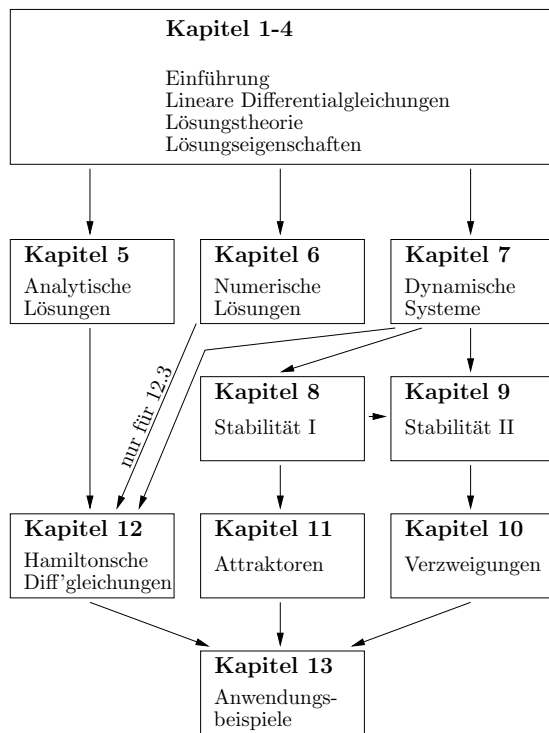 Kapitel 1-4
Einführung
Lineare Differentialgleichungen
Lösungstheorie
Lösungseigenschaften
Kapitel 5
Analytische
Lösungen
Kapitel 6
Numerische
Lösungen
Kapitel 7
Dynamische
Systeme
nur für 12.3
Kapitel 8
Stabilität I
Kapitel 9
Stabilität II
Kapitel 12
Hamiltonsche
Diff'gleichungen
Kapitel 11
Attraktoren
Kapitel 10
Verzweigungen
Kapitel 13
Anwendungs-
beispiele